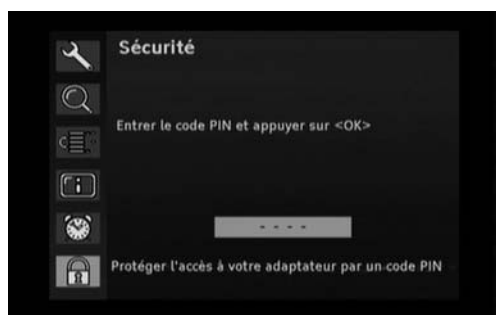 Sécurité
Entrer le code PIN et appuyer sur <OK>
- - - -
Protéger l'accès à votre adaptateur par un code PIN